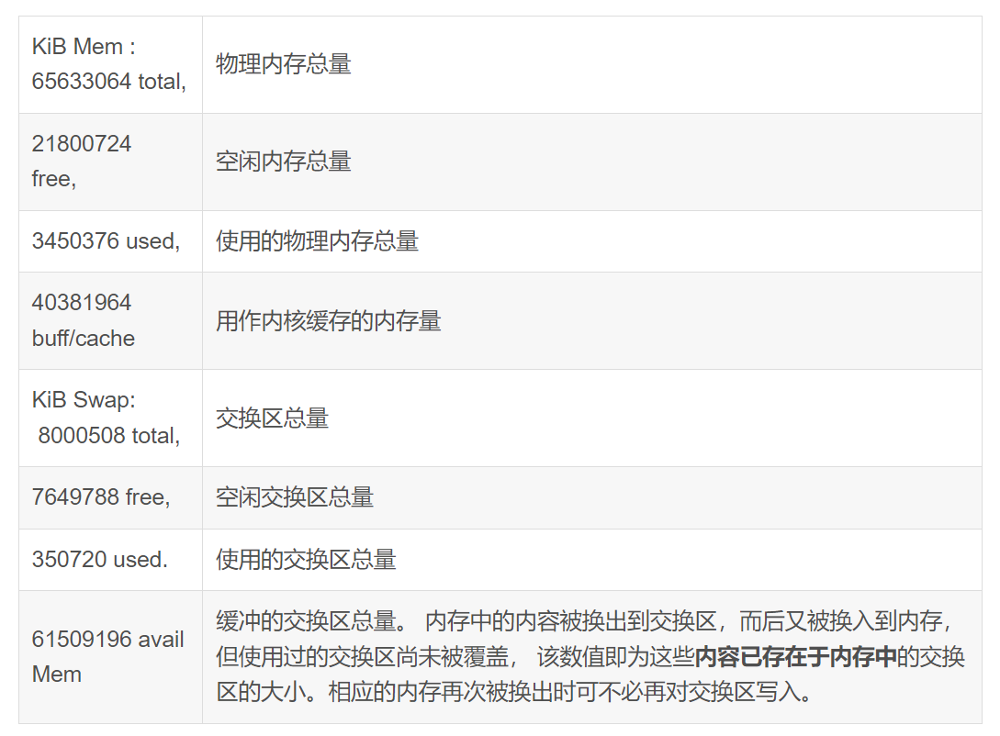 KiB Mem :
65633064 total,
物理内存总量
21800724
free,
空闲内存总量
3450376 used,
使用的物理内存总量
40381964
buff/cache
用作内核缓存的内存量
KiB Swap:
8000508 total,
交换区总量
7649788 free,
空闲交换区总量
350720 used.
使用的交换区总量
61509196 avail
Mem
缓冲的交换区总量。 内存中的内容被换出到交换区，而后又被换入到内存，
但使用过的交换区尚未被覆盖， 该数值即为这些内容已存在于内存中的交换
区的大小。相应的内存再次被换出时可不必再对交换区写入。